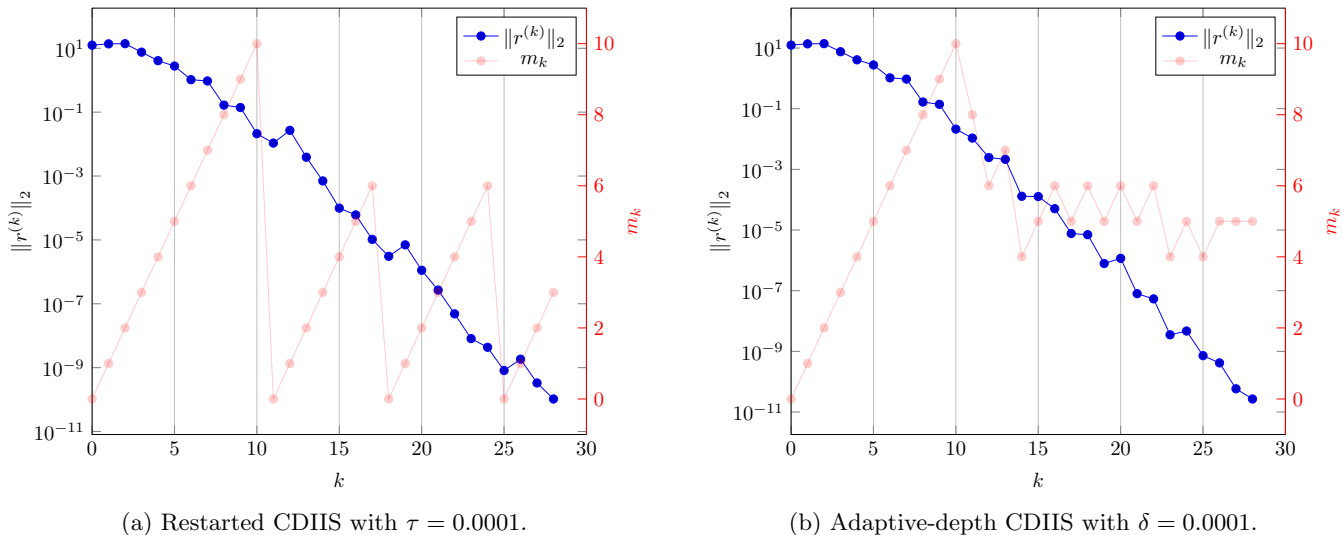 ‖r^(k)‖₂
m_k
10^1
10^−1
10^−3
10^−5
10^−7
10^−9
10^−11
‖r^(k)‖₂
0 5 10 15 20 25 30
k
10
8
6
4
2
0
m_k
(a) Restarted CDIIS with τ = 0.0001.
‖r^(k)‖₂
m_k
10^1
10^−1
10^−3
10^−5
10^−7
10^−9
10^−11
‖r^(k)‖₂
0 5 10 15 20 25 30
k
10
8
6
4
2
0
m_k
(b) Adaptive-depth CDIIS with δ = 0.0001.